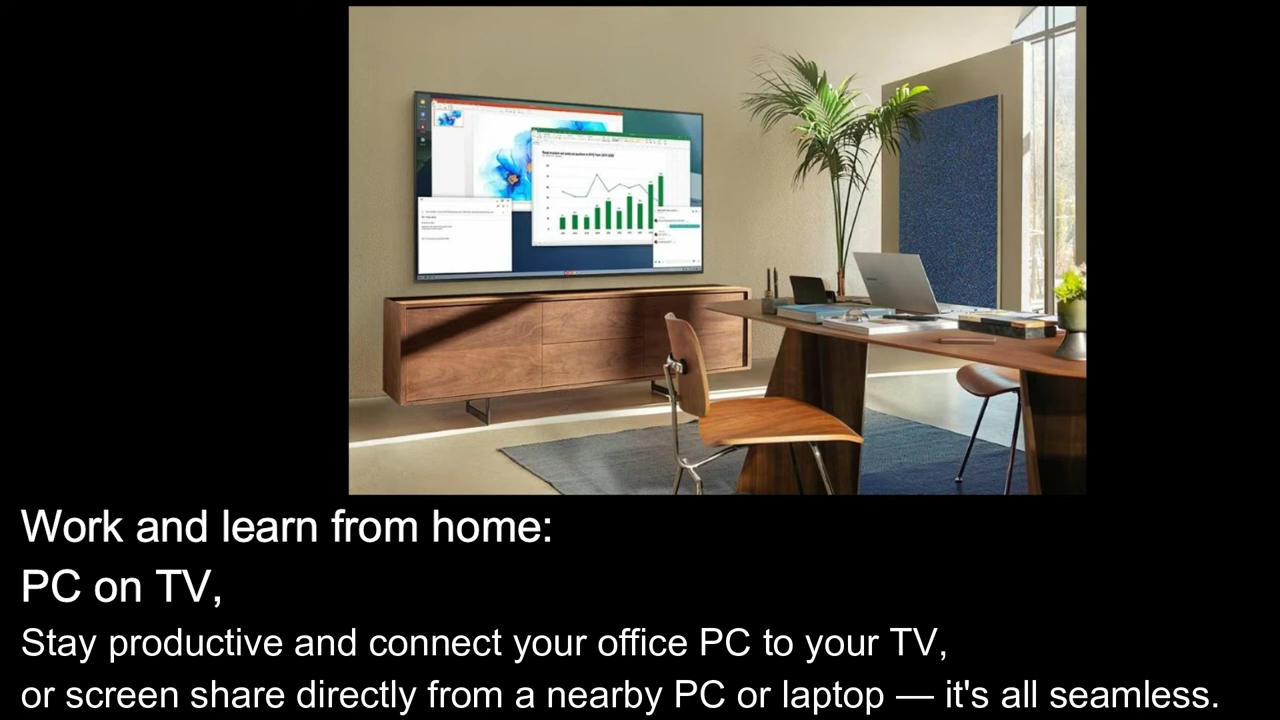 Work and learn from home:
PC on TV,
Stay productive and connect your office PC to your TV,
or screen share directly from a nearby PC or laptop — it's all seamless.